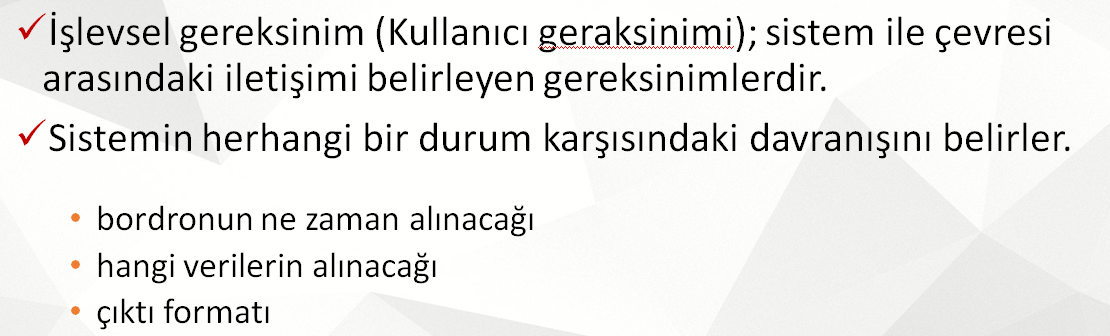 ✓İşlevsel gereksinim (Kullanıcı geraksinimi); sistem ile çevresi
arasındaki iletişimi belirleyen gereksinimlerdir.
✓Sistemin herhangi bir durum karşısındaki davranışını belirler.
• bordronun ne zaman alınacağı
• hangi verilerin alınacağı
• çıktı formatı